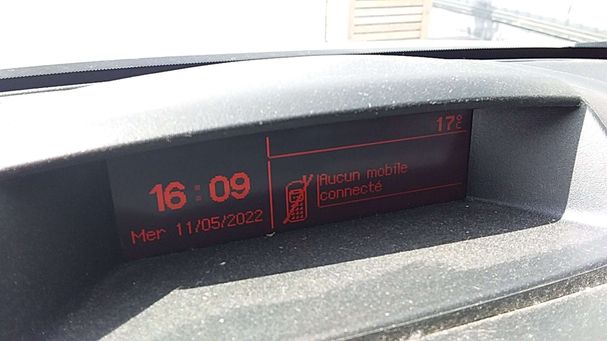 17°C
16:09
Aucun mobile
connecté
Mer 11/05/2022